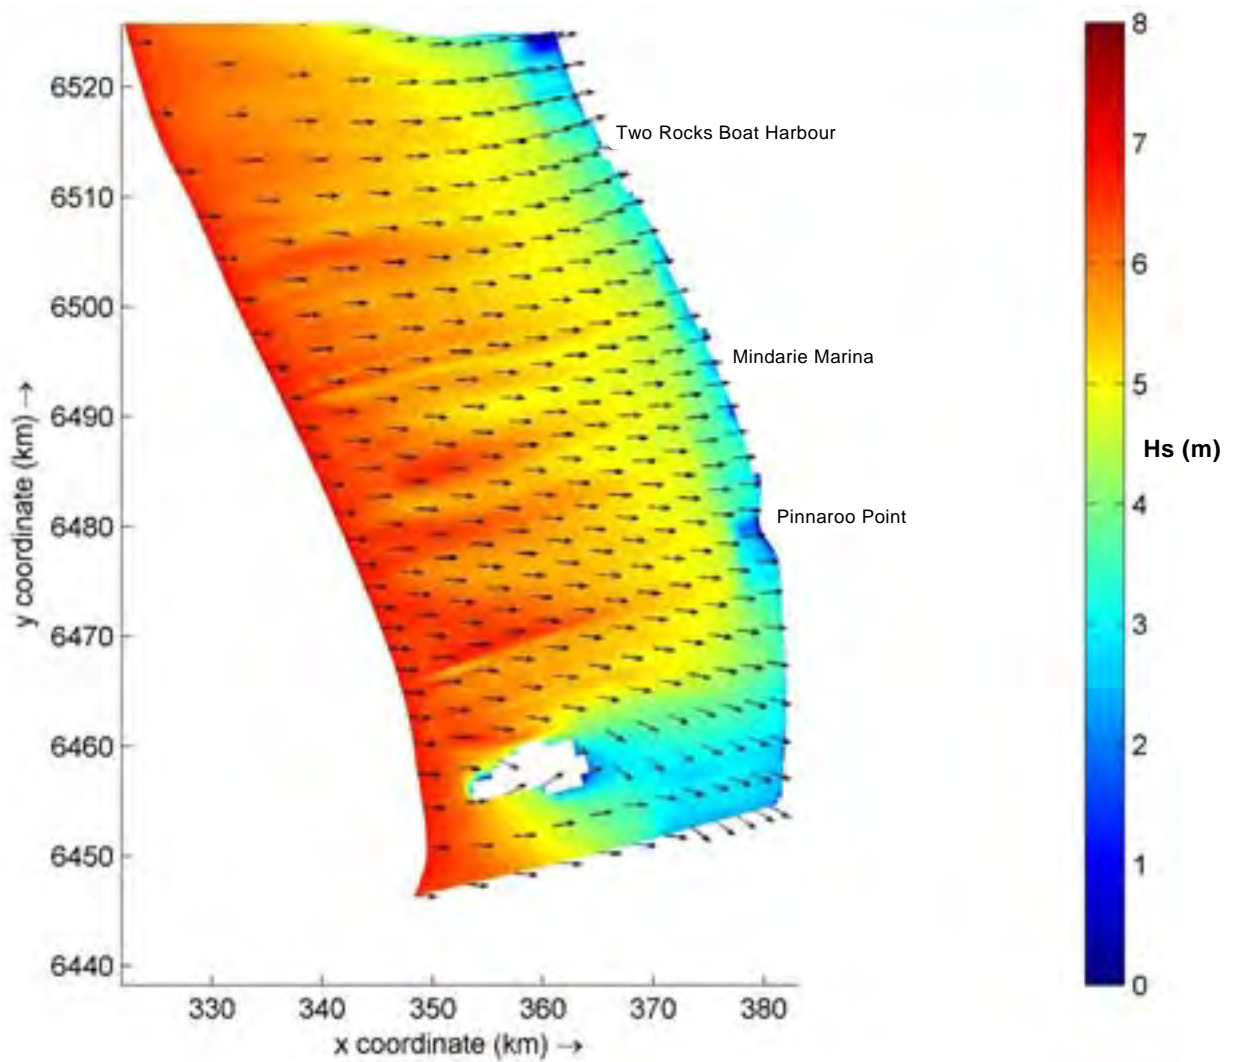 8
6520
Two Rocks Boat Harbour
7
6510
6
6500
Mindarie Marina
5
6490
Hs (m)
4
6480
Pinnaroo Point
3
6470
6460
2
6450
1
6440
0
330 340 350 360 370 380
x coordinate (km) →
y coordinate (km) →